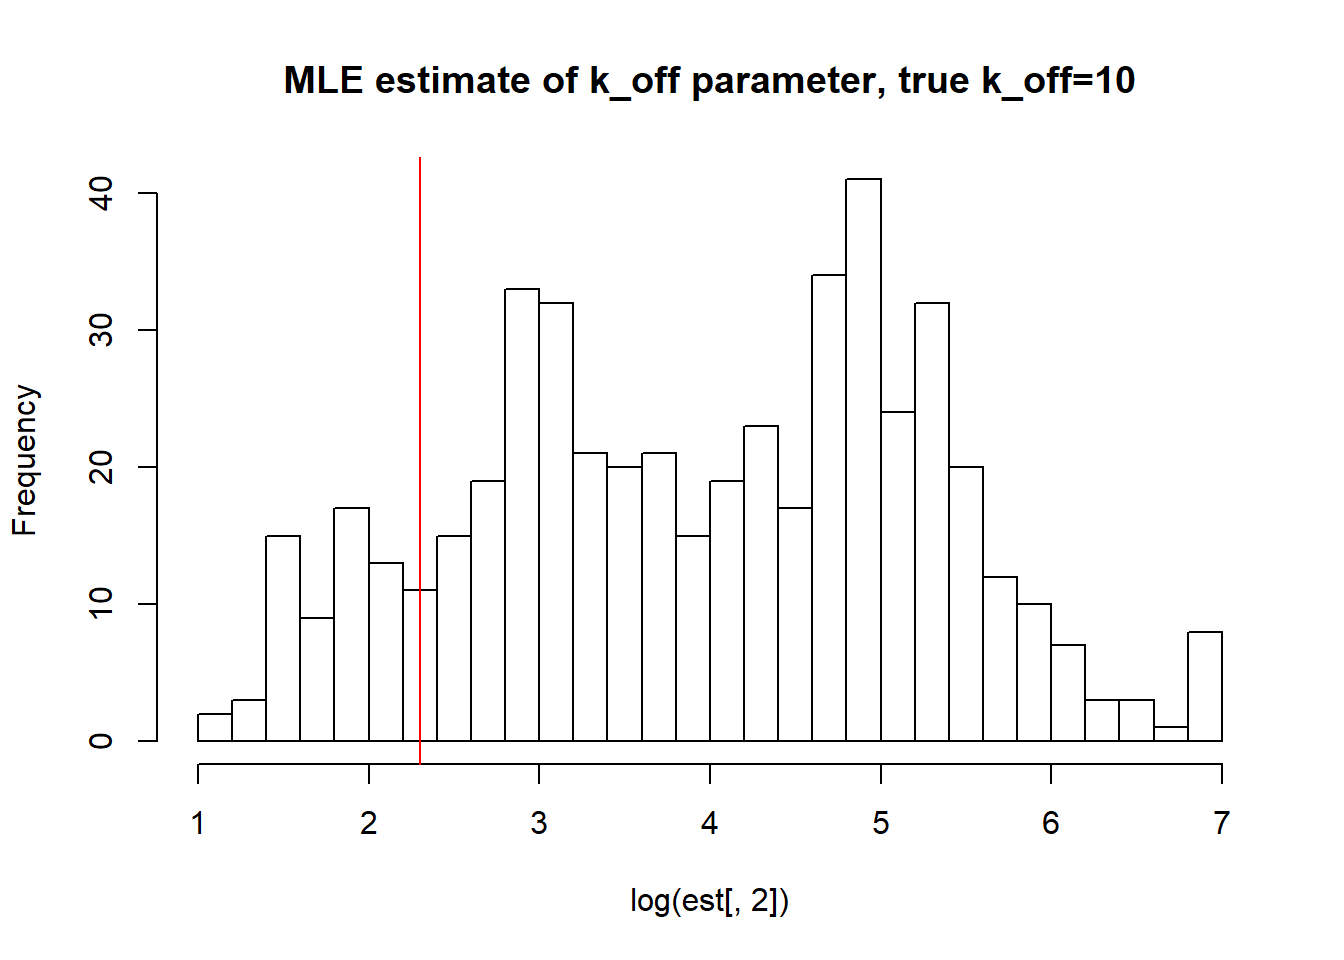 MLE estimate of k_off parameter, true k_off=10
Frequency
40
30
20
10
0
1 2 3 4 5 6 7
log(est[, 2])